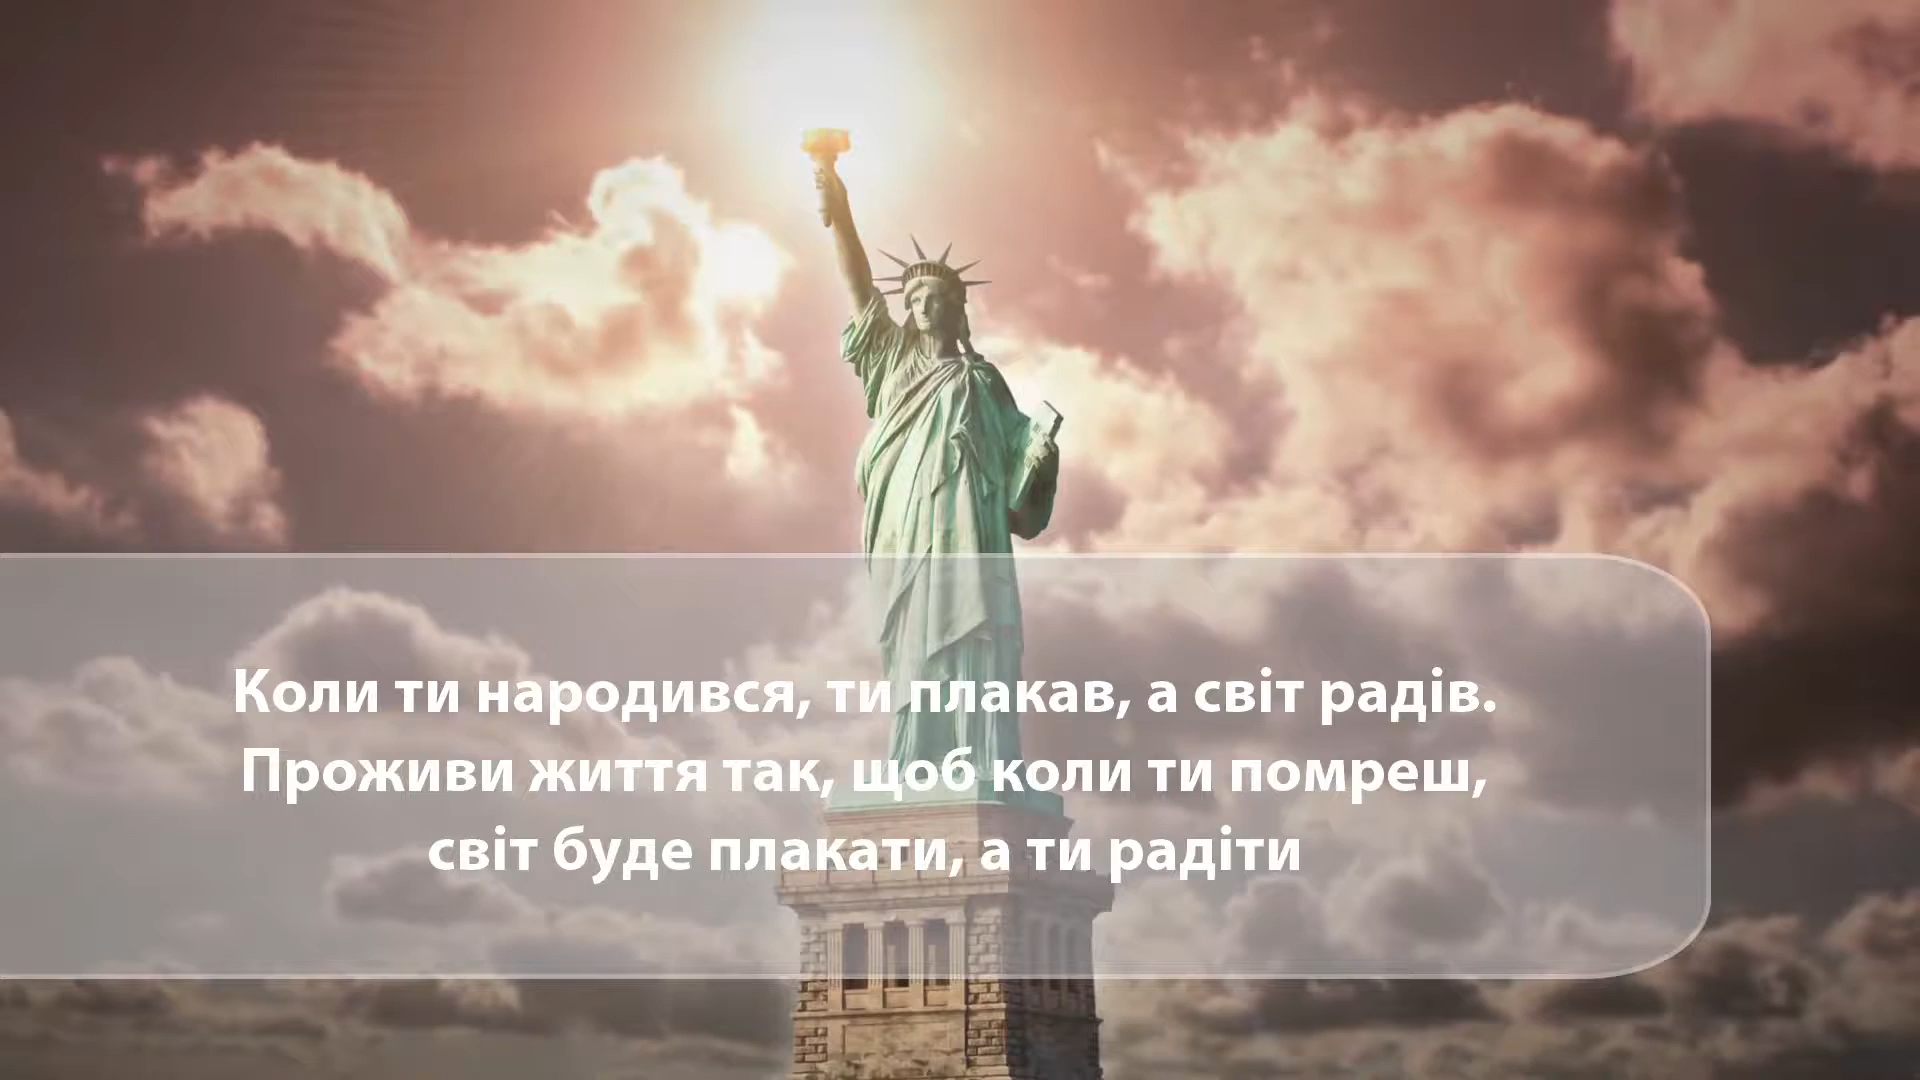 Коли ти народився, ти плакав, а світ радів.
Проживи життя так, щоб коли ти помреш,
світ буде плакати, а ти радіти